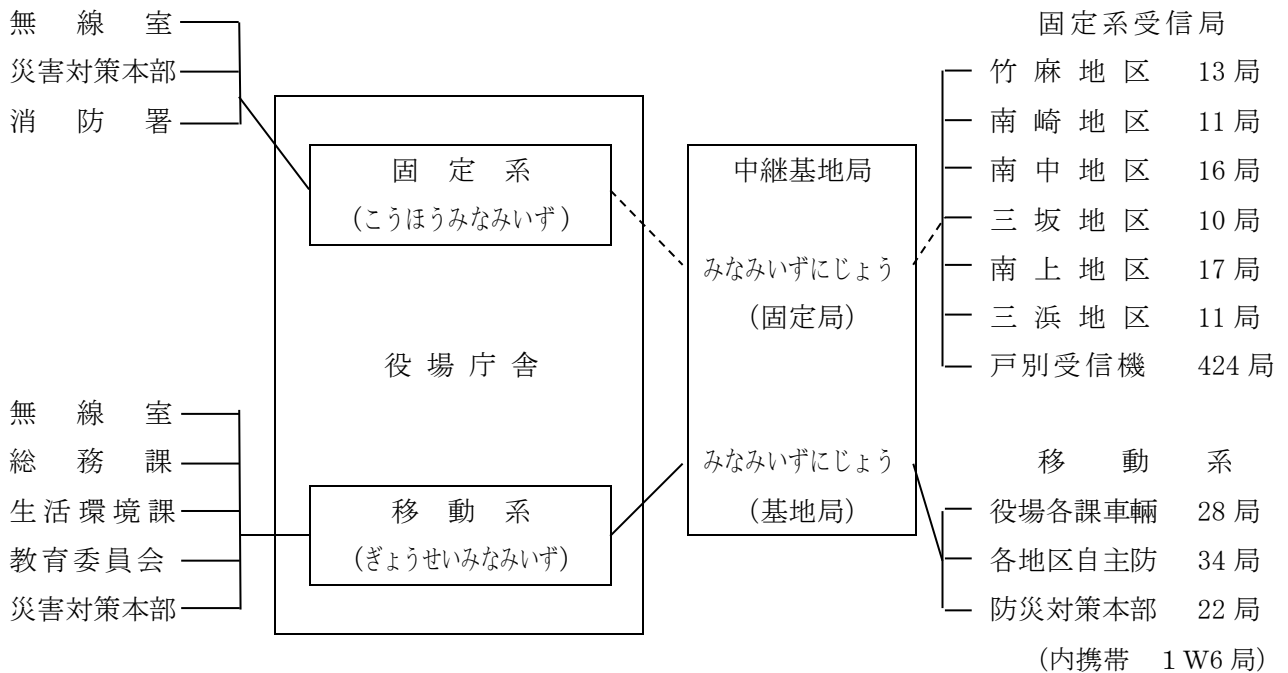 無線室
災害対策本部
消防署
固定系
(こうほうみなみいず)
役場庁舎
無線室
総務課
生活環境課
教育委員会
災害対策本部
移動系
(ぎょうせいみなみいず)
中継基地局
みなみいずにじょう
(固定局)
みなみいずにじょう
(基地局)
固定系受信局
竹麻地区 13局
南崎地区 11局
南中地区 16局
三坂地区 10局
南上地区 17局
三浜地区 11局
戸別受信機 424局
移動系
役場各課車輛 28局
各地区自主防 34局
防災対策本部 22局
(内携帯 1W6局)